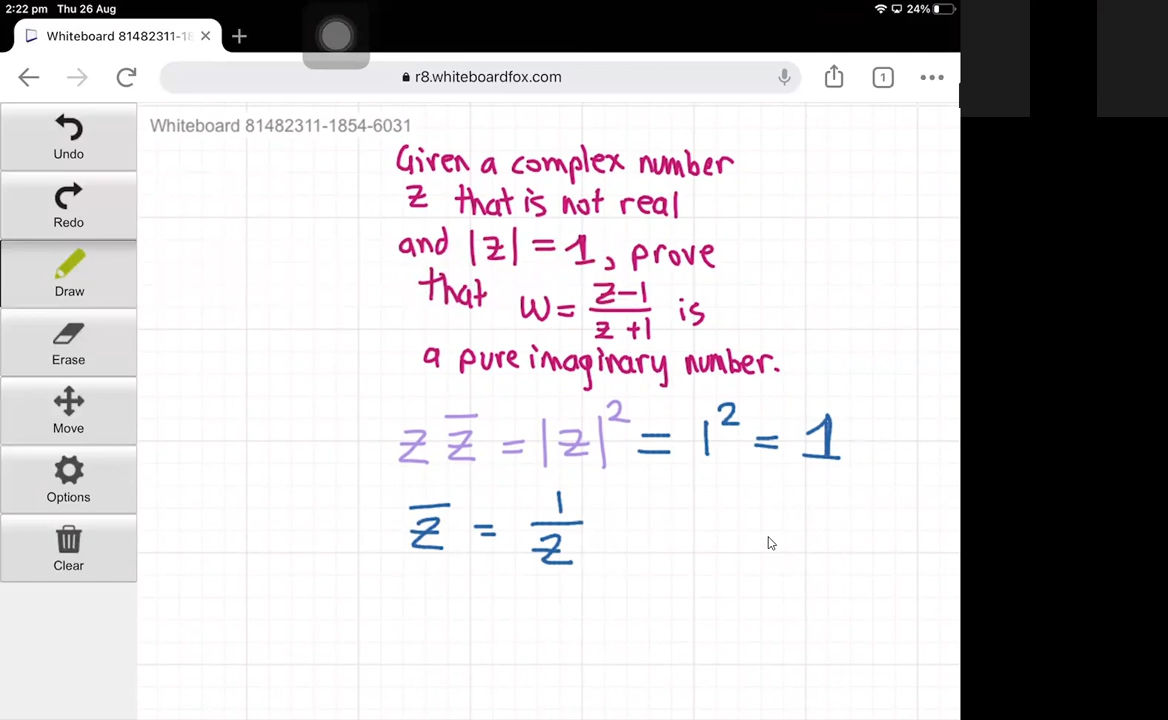 2:22 pm Thu 26 Aug 24%
Whiteboard 81482311-18
r8.whiteboardfox.com 1
Whiteboard 81482311-1854-6031
Undo
Redo
Draw
Erase
Move
Options
Clear
Given a complex number
z that is not real
and |z| = 1, prove
that w = \frac{z-1}{z+1} is
a pure imaginary number.
z z̅ = |z|² = 1² = 1
z̅ = \frac{1}{z}